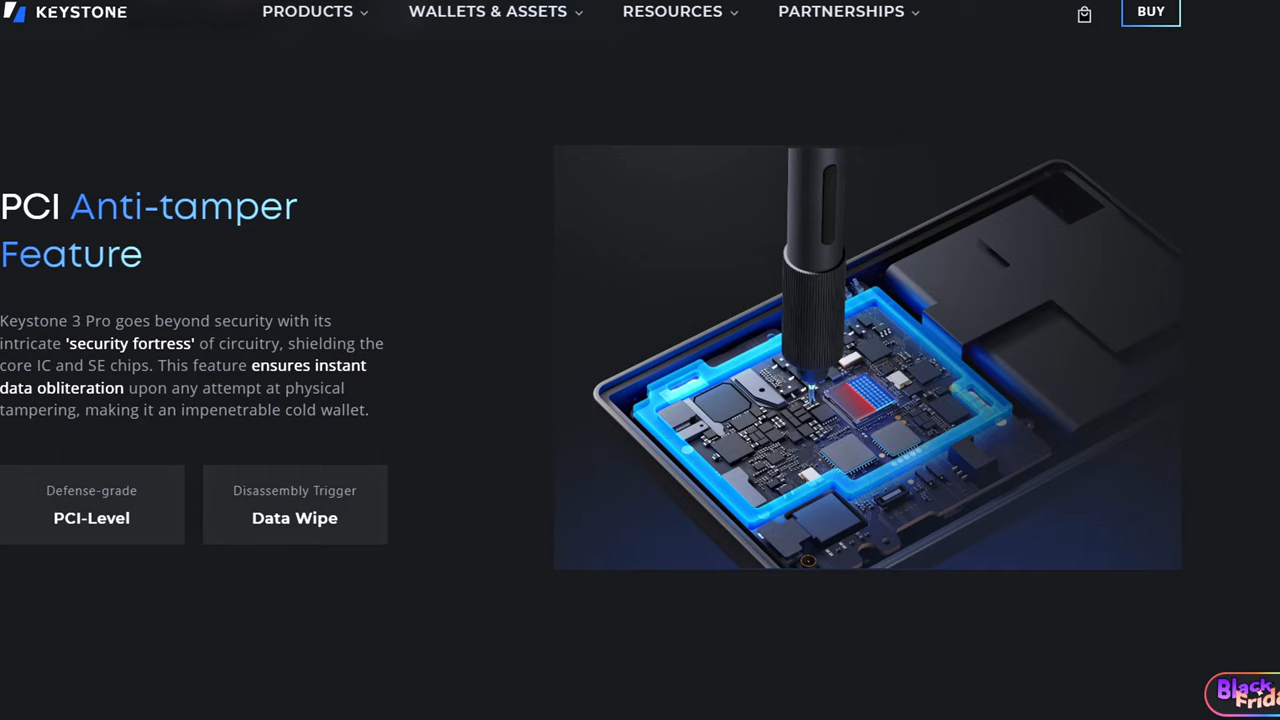 KEYSTONE
PRODUCTS
WALLETS & ASSETS
RESOURCES
PARTNERSHIPS
BUY
PCI Anti-tamper
Feature
Keystone 3 Pro goes beyond security with its
intricate 'security fortress' of circuitry, shielding the
core IC and SE chips. This feature ensures instant
data obliteration upon any attempt at physical
tampering, making it an impenetrable cold wallet.
Defense-grade
PCI-Level
Disassembly Trigger
Data Wipe
Black
Frida